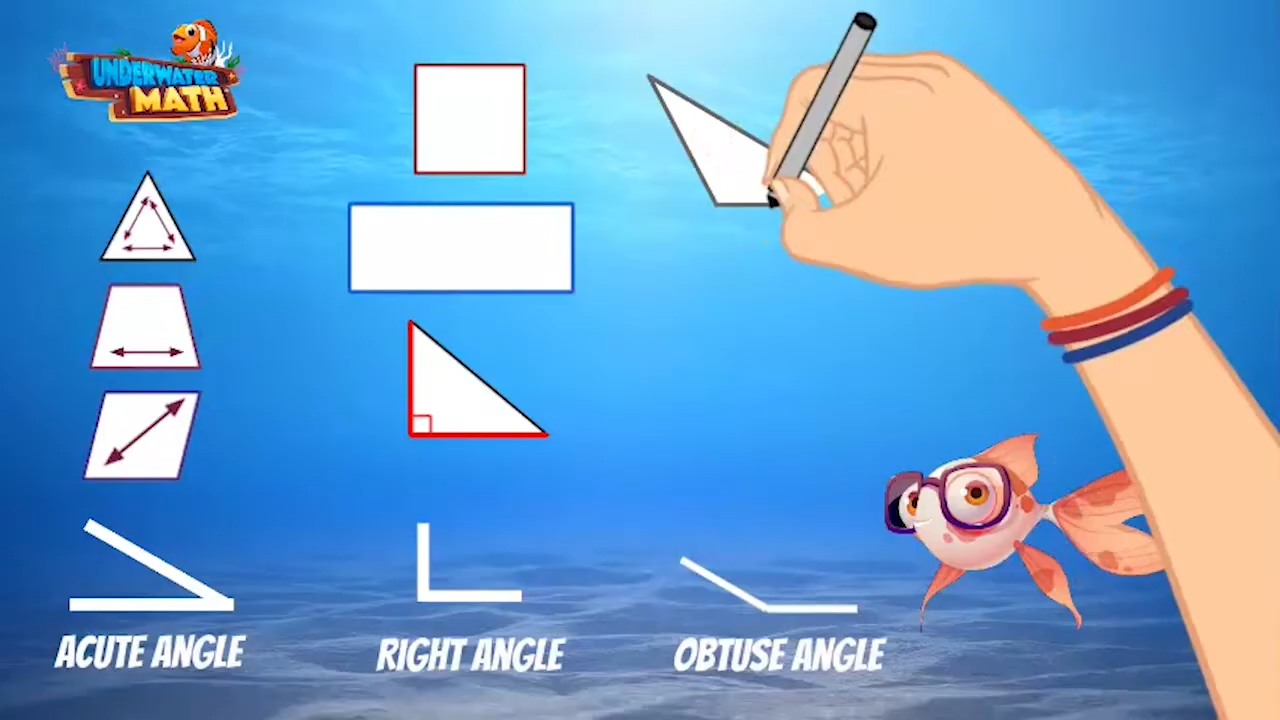 UNDERWATER
MATH
ACUTE ANGLE
RIGHT ANGLE
OBTUSE ANGLE